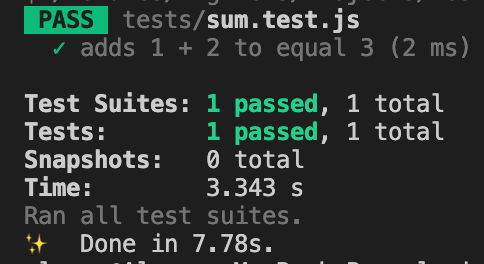 PASS tests/sum.test.js
✓ adds 1 + 2 to equal 3 (2 ms)
Test Suites: 1 passed, 1 total
Tests: 1 passed, 1 total
Snapshots: 0 total
Time: 3.343 s
Ran all test suites.
✨ Done in 7.78s.